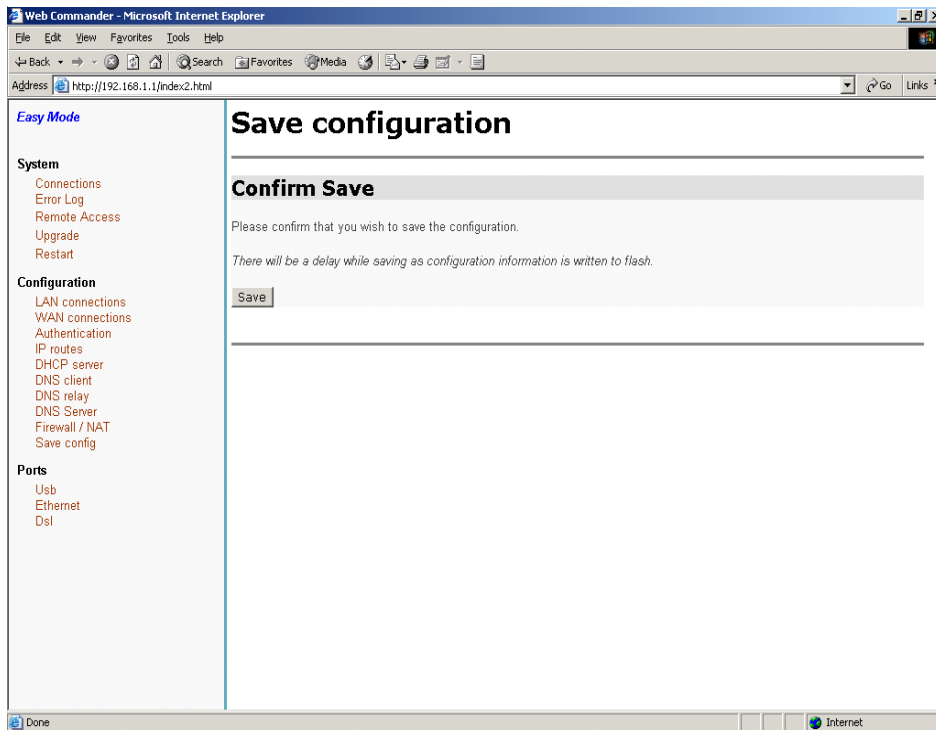 Web Commander - Microsoft Internet Explorer
File Edit View Favorites Tools Help
Back Search Favorites Media
Address http://192.168.1.1/index2.html Go Links
Easy Mode
System
Connections
Error Log
Remote Access
Upgrade
Restart
Configuration
LAN connections
WAN connections
Authentication
IP routes
DHCP server
DNS client
DNS relay
DNS Server
Firewall / NAT
Save config
Ports
Usb
Ethernet
Dsl
Save configuration
Confirm Save
Please confirm that you wish to save the configuration.
There will be a delay while saving as configuration information is written to flash.
Save
Done Internet